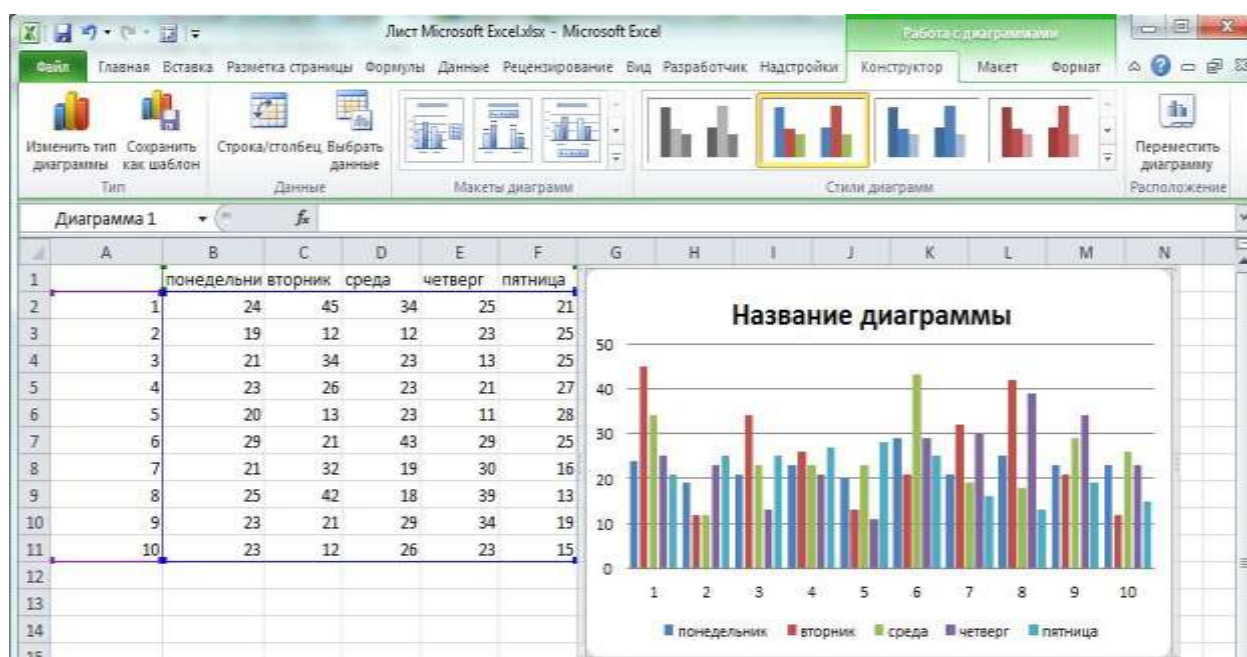 Лист Microsoft Excel.xlsx - Microsoft Excel
Работа с диаграммами
Файл Главная Вставка Разметка страницы Формулы Данные Рецензирование Вид Разработчик Надстройки Конструктор Макет Формат
Изменить тип диаграммы
Сохранить как шаблон
Строка/столбец
Выбрать данные
Переместить диаграмму
Тип Данные Макеты диаграмм Стили диаграмм Расположение
Диаграмма 1 fx
A B C D E F G H I J K L M N
1 понедельни вторник среда четверг пятница
2 1 24 45 34 25 21
3 2 19 12 12 23 25
4 3 21 34 23 13 25
5 4 23 26 23 21 27
6 5 20 13 23 11 28
7 6 29 21 43 29 25
8 7 21 32 19 30 16
9 8 25 42 18 39 13
10 9 23 21 29 34 19
11 10 23 12 26 23 15
12
13
14
15
Название диаграммы
50
40
30
20
10
0
1 2 3 4 5 6 7 8 9 10
понедельник вторник среда четверг пятница